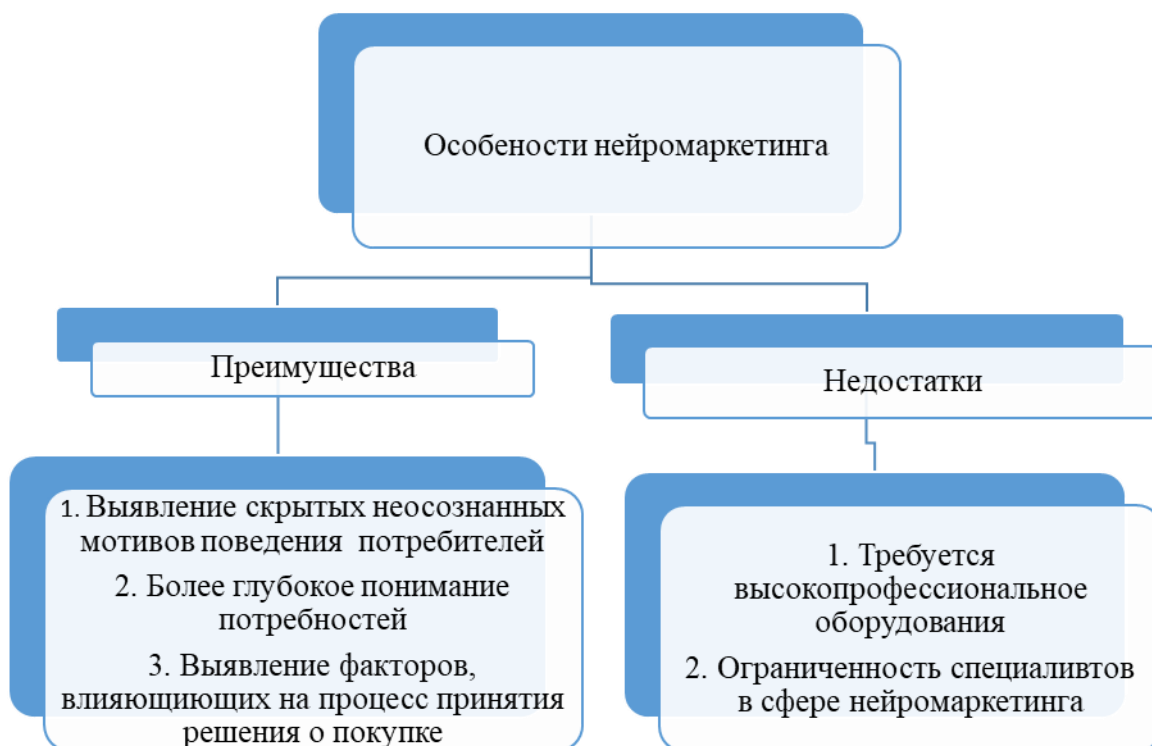 Особености нейромаркетинга
Преимущества
Недостатки
1. Выявление скрытых неосознанных
мотивов поведения потребителей
2. Более глубокое понимание
потребностей
3. Выявление факторов,
влияющиющих на процесс принятия
решения о покупке
1. Требуется
высокопрофессиональное
оборудования
2. Ограниченность специаливтов
в сфере нейромаркетинга